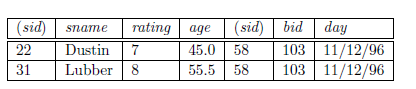 (sid) sname rating age (sid) bid day
22 Dustin 7 45.0 58 103 11/12/96
31 Lubber 8 55.5 58 103 11/12/96